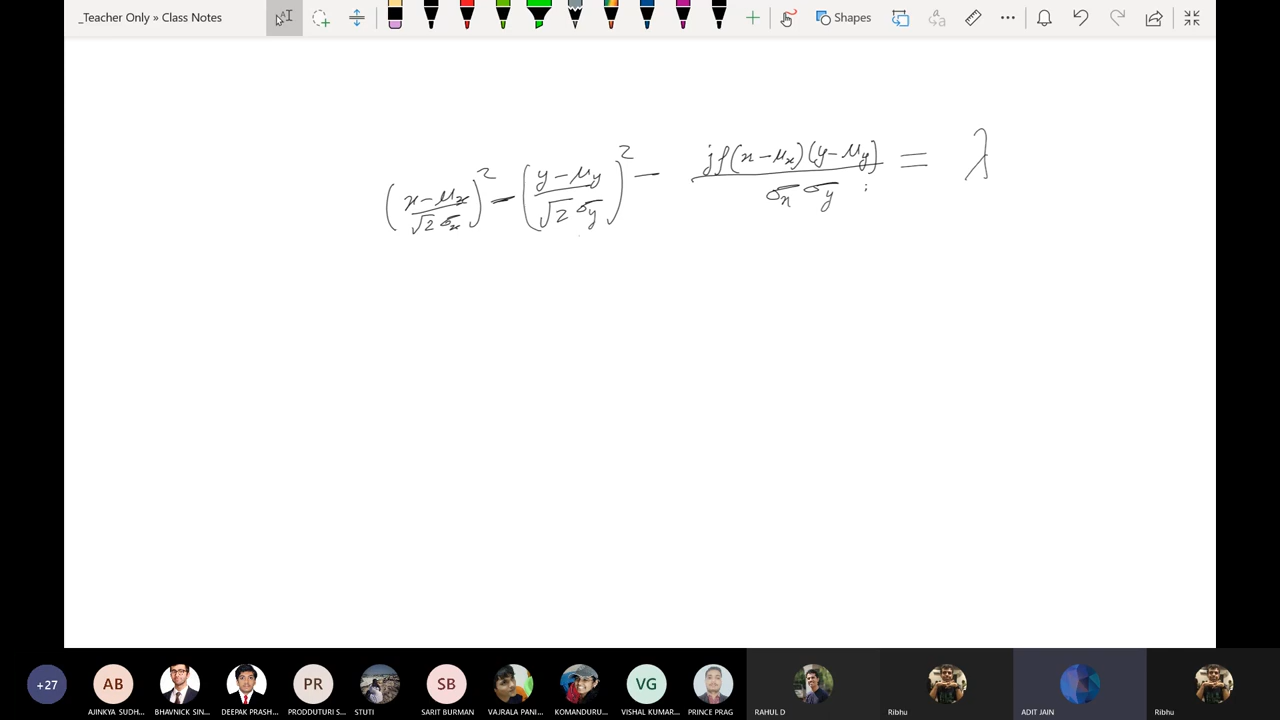 _Teacher Only » Class Notes
Shapes
(x-μx/√2 σx)² - (y-μy/√2 σy)² - jρ(x-μx)(y-μy)/σx σy = λ
+27
AB
PR
SB
VG
AJINKYA SUDH... BHAVNICK SIN... DEEPAK PRASH... PRODDUTURI S... STUTI SARIT BURMAN VAJRALA PANI... KOMANDURU... VISHAL KUMAR... PRINCE PRAG RAHUL D Ribhu ADIT JAIN Ribhu